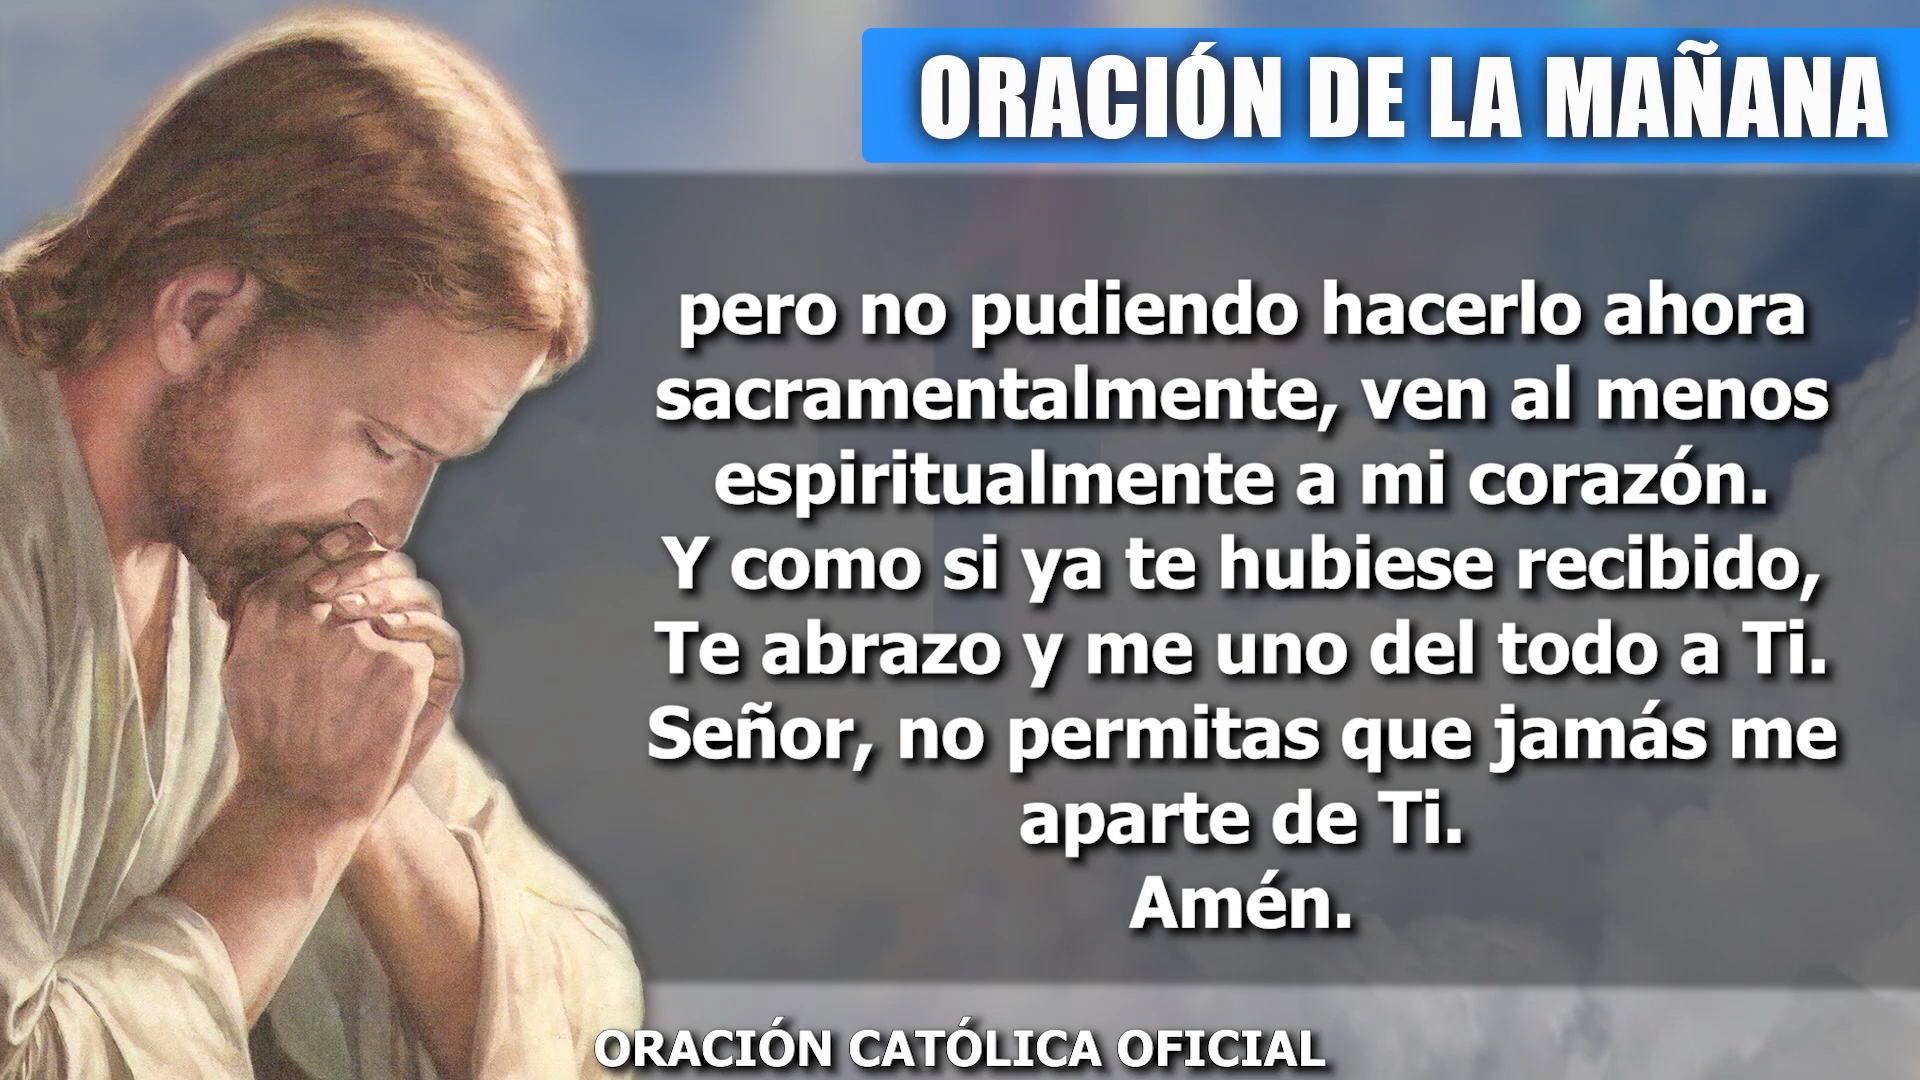 ORACIÓN DE LA MAÑANA
pero no pudiendo hacerlo ahora
sacramentalmente, ven al menos
espiritualmente a mi corazón.
Y como si ya te hubiese recibido,
Te abrazo y me uno del todo a Ti.
Señor, no permitas que jamás me
aparte de Ti.
Amén.
ORACIÓN CATÓLICA OFICIAL